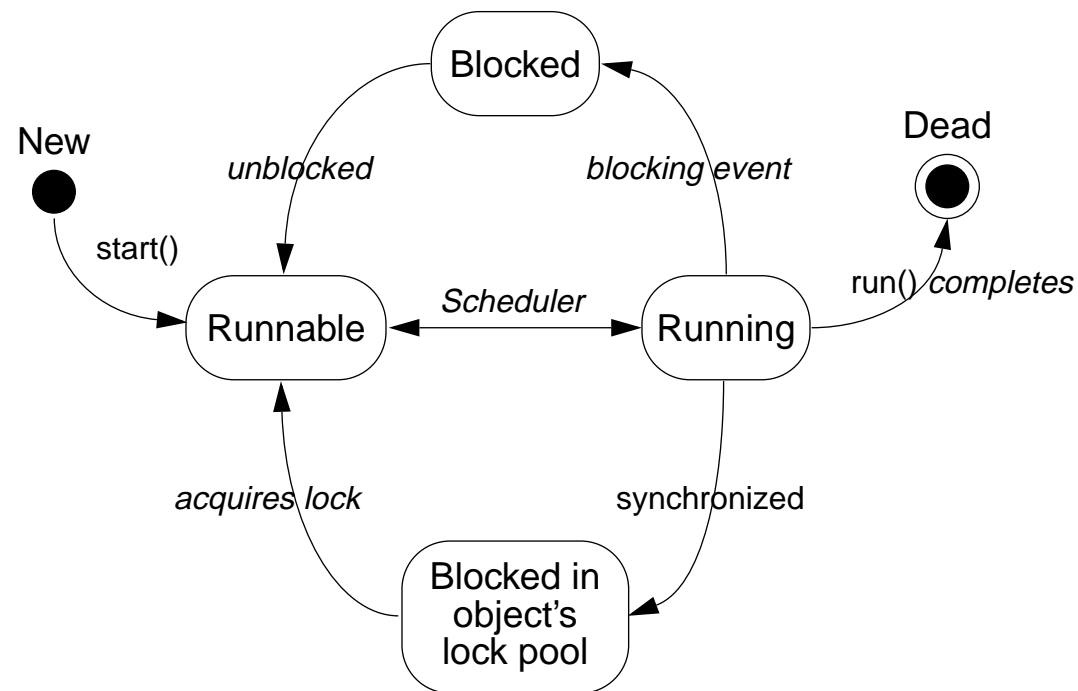 Blocked
New
Dead
unblocked
blocking event
start()
run() completes
Scheduler
Runnable
Running
acquires lock
synchronized
Blocked in
object's
lock pool